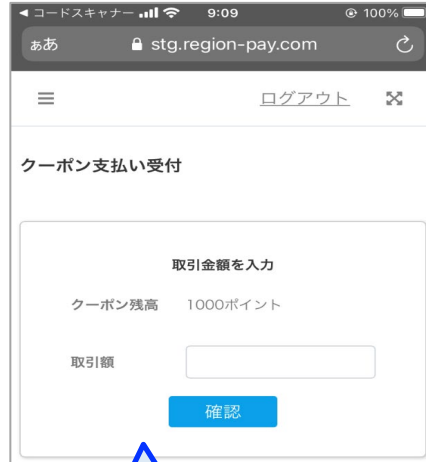 ◀ コードスキャナー 9:09 100%
ああ stg.region-pay.com
ログアウト
クーポン支払い受付
取引金額を入力
クーポン残高 1000ポイント
取引額
確認